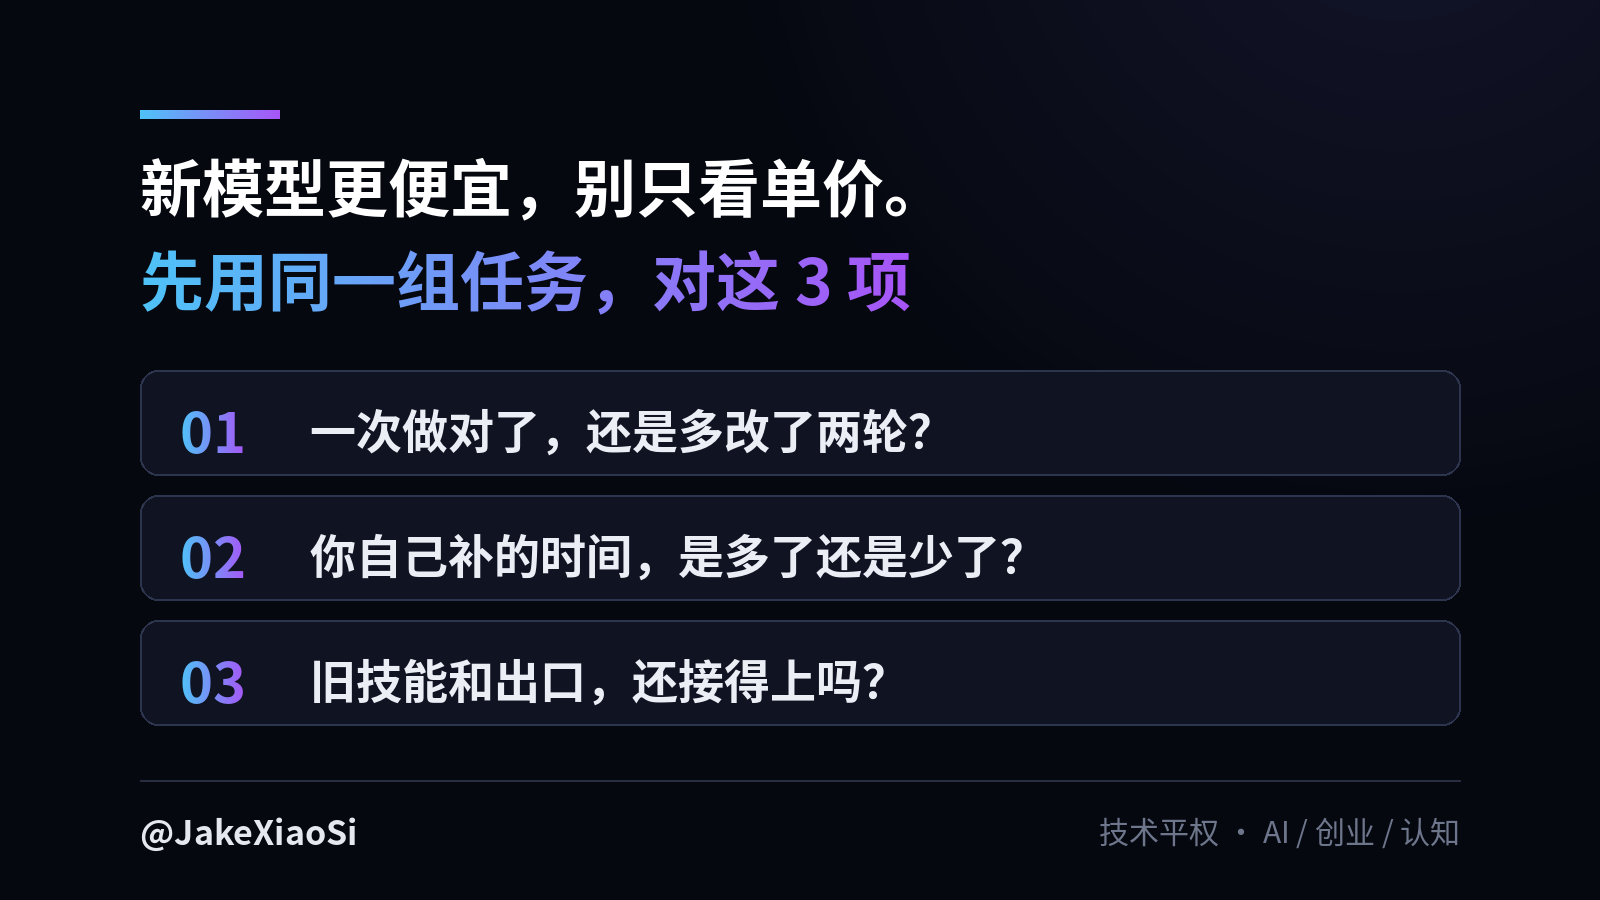 新模型更便宜，别只看单价。
先用同一组任务，对这 3 项
01 一次做对了，还是多改了两轮？
02 你自己补的时间，是多了还是少了？
03 旧技能和出口，还接得上吗？
@JakeXiaoSi
技术平权 · AI / 创业 / 认知